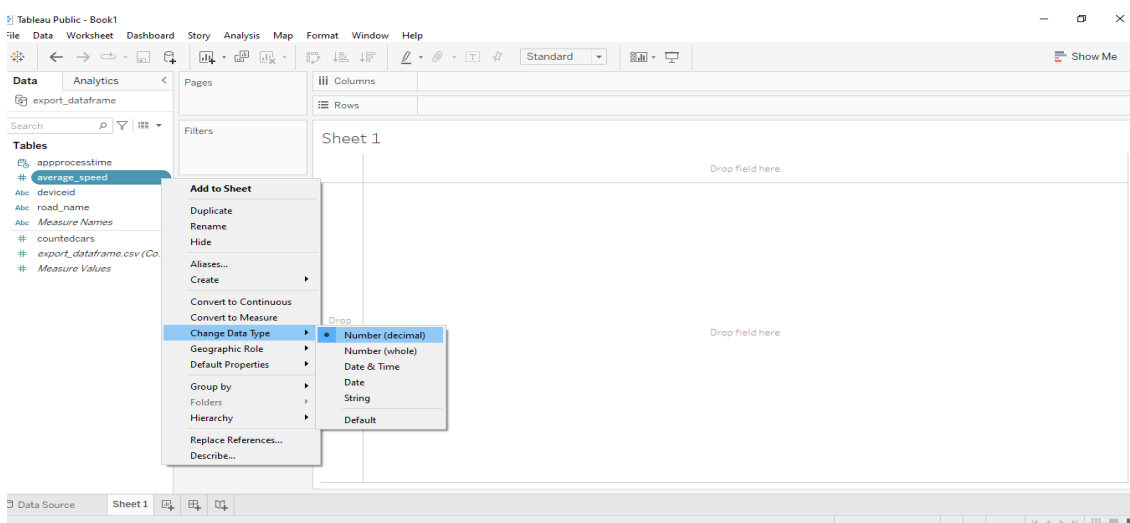 Tableau Public - Book1
File Data Worksheet Dashboard Story Analysis Map Format Window Help
Standard
Show Me
Data Analytics
export_dataframe
Search
Tables
appprocesstime
# average_speed
Abc deviceid
Abc road_name
Abc Measure Names
# countedcars
# export_dataframe.csv (Co.
# Measure Values
Pages
Filters
Columns
Rows
Sheet 1
Drop field here
Drop
Drop field here
Add to Sheet
Duplicate
Rename
Hide
Aliases...
Create
Convert to Continuous
Convert to Measure
Change Data Type
Geographic Role
Default Properties
Group by
Folders
Hierarchy
Replace References...
Describe...
Number (decimal)
Number (whole)
Date & Time
Date
String
Default
Data Source Sheet 1